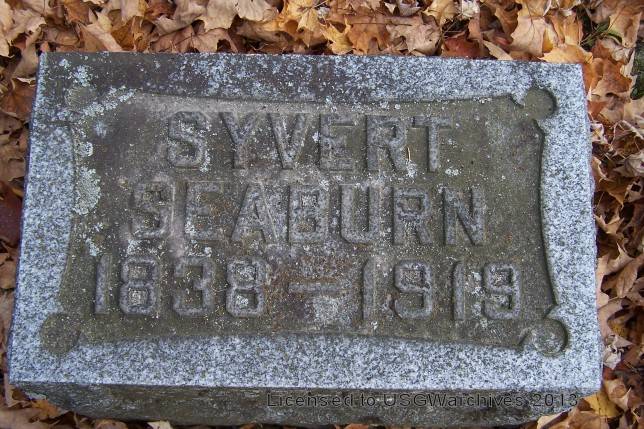 SYVERT
SEABURN
1838 — 1919
Licensed to USGWarchives 2013